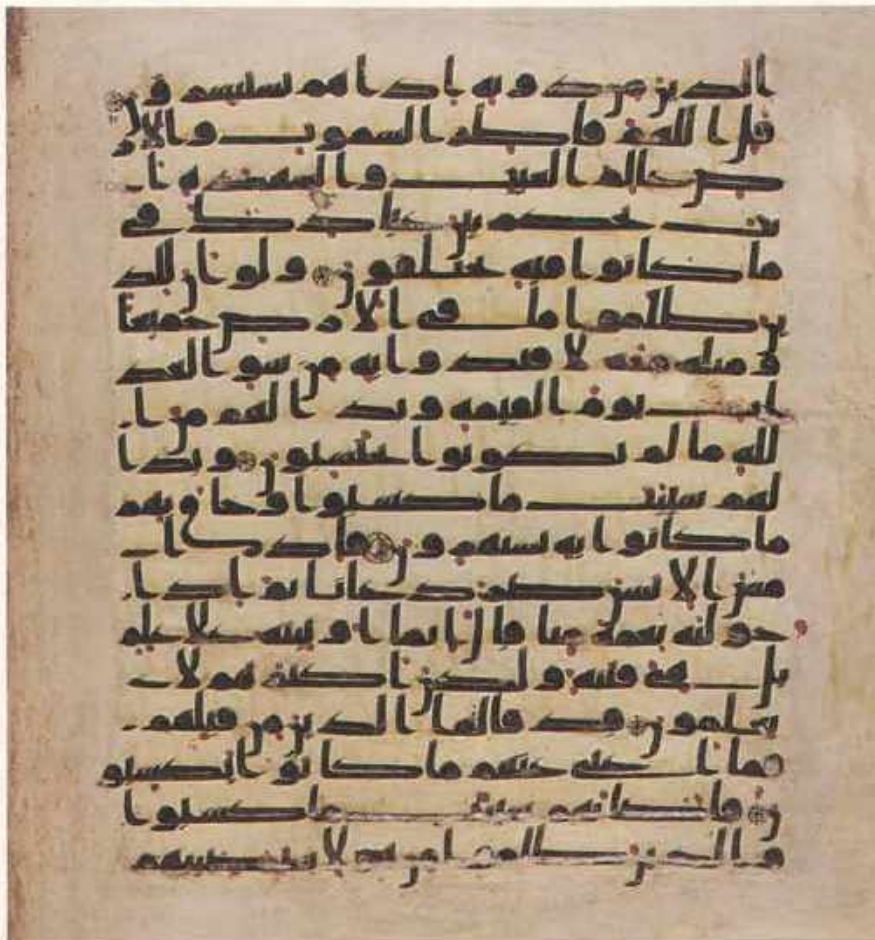 الذين من دونه اذا هم يستبشرون
قل اللهم فاطر السموت والار
ض علم الغيب والشهدة ا
نت تحكم بين عبادك في
ما كانوا فيه يختلفون ولو ان للذ
ين ظلموا ما في الارض جميعا
ومثله معه لافتدوا به من سو العذ
اب يوم القيمة وبدا لهم من ا
لله ما لم يكونوا يحتسبون وبدا
لهم سيات ما كسبوا وحاق بهم
ما كانوا به يستهزون فاذا
مس الانسن ضر دعانا ثم اذا
خولنه نعمة منا قال انما اوتيته على علم
بل هي فتنة ولكن اكثرهم لا
يعلمون قد قالها الذين من قبلهم
فما اغنى عنهم ما كانوا يكسبو
ن فاصابهم سيات ما كسبوا
والذين ظلموا من هولا سيصيبهم